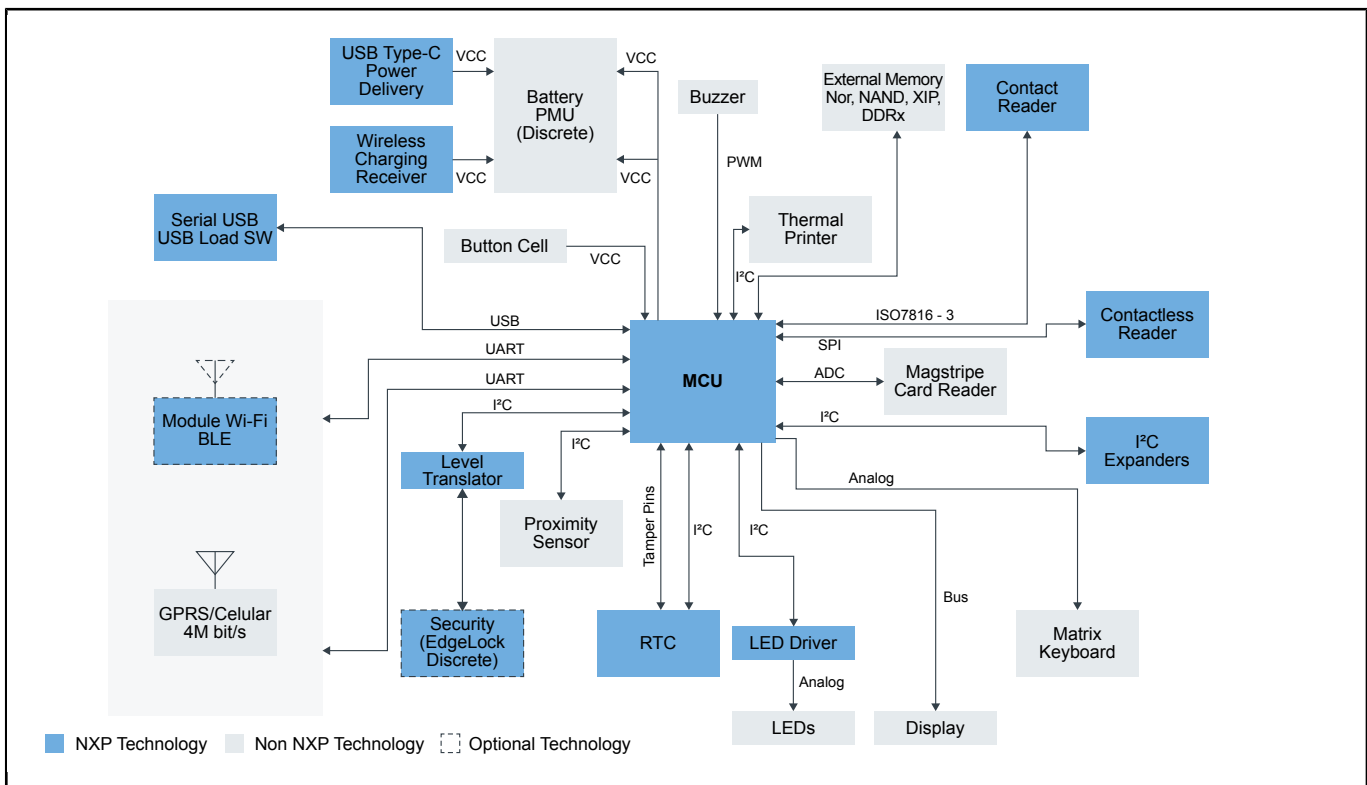 USB Type-C
Power
Delivery
VCC
Battery
PMU
(Discrete)
VCC
Wireless
Charging
Receiver
VCC
VCC
Buzzer
PWM
External Memory
Nor, NAND, XIP,
DDRx
Contact
Reader
Serial USB
USB Load SW
Button Cell
VCC
Thermal
Printer
I²C
USB
UART
UART
I²C
I²C
MCU
ISO7816 - 3
SPI
Contactless
Reader
ADC
Magstripe
Card Reader
I²C
I²C
Expanders
Module Wi-Fi
BLE
Level
Translator
Proximity
Sensor
Tamper Pins
I²C
I²C
Analog
Bus
GPRS/Celular
4M bit/s
Security
(EdgeLock
Discrete)
RTC
LED Driver
Matrix
Keyboard
Analog
LEDs
Display
NXP Technology
Non NXP Technology
Optional Technology